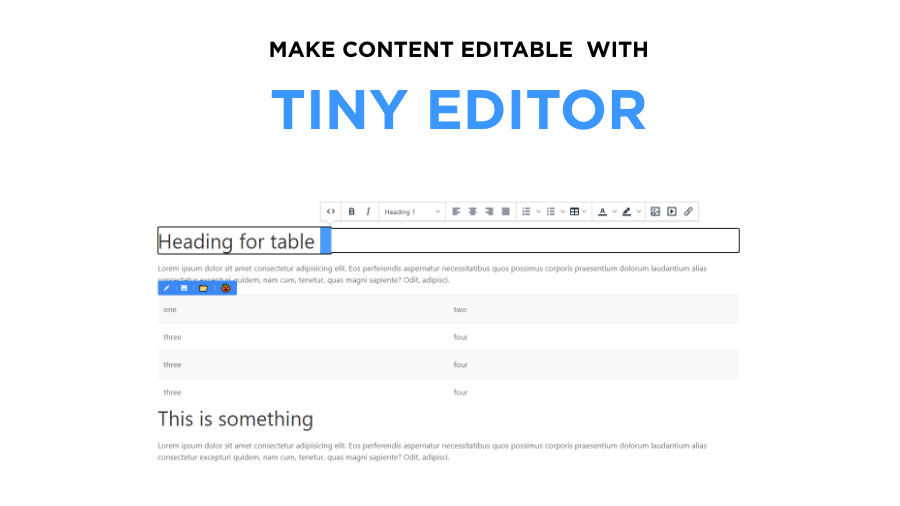 MAKE CONTENT EDITABLE WITH
TINY EDITOR
B I Heading 1 A
Heading for table
Lorem ipsum dolor sit amet consectetur adipisicing elit. Eos perferendis aspernatur necessitatibus quos possimus corporis praesentium dolorum laudantium alias
consectetur excepturi quidem, nam cum, tenetur, quas magni sapiente? Odit, adipisci.
one two
three four
three four
three four
This is something
Lorem ipsum dolor sit amet consectetur adipisicing elit. Eos perferendis aspernatur necessitatibus quos possimus corporis praesentium dolorum laudantium alias
consectetur excepturi quidem, nam cum, tenetur, quas magni sapiente? Odit, adipisci.